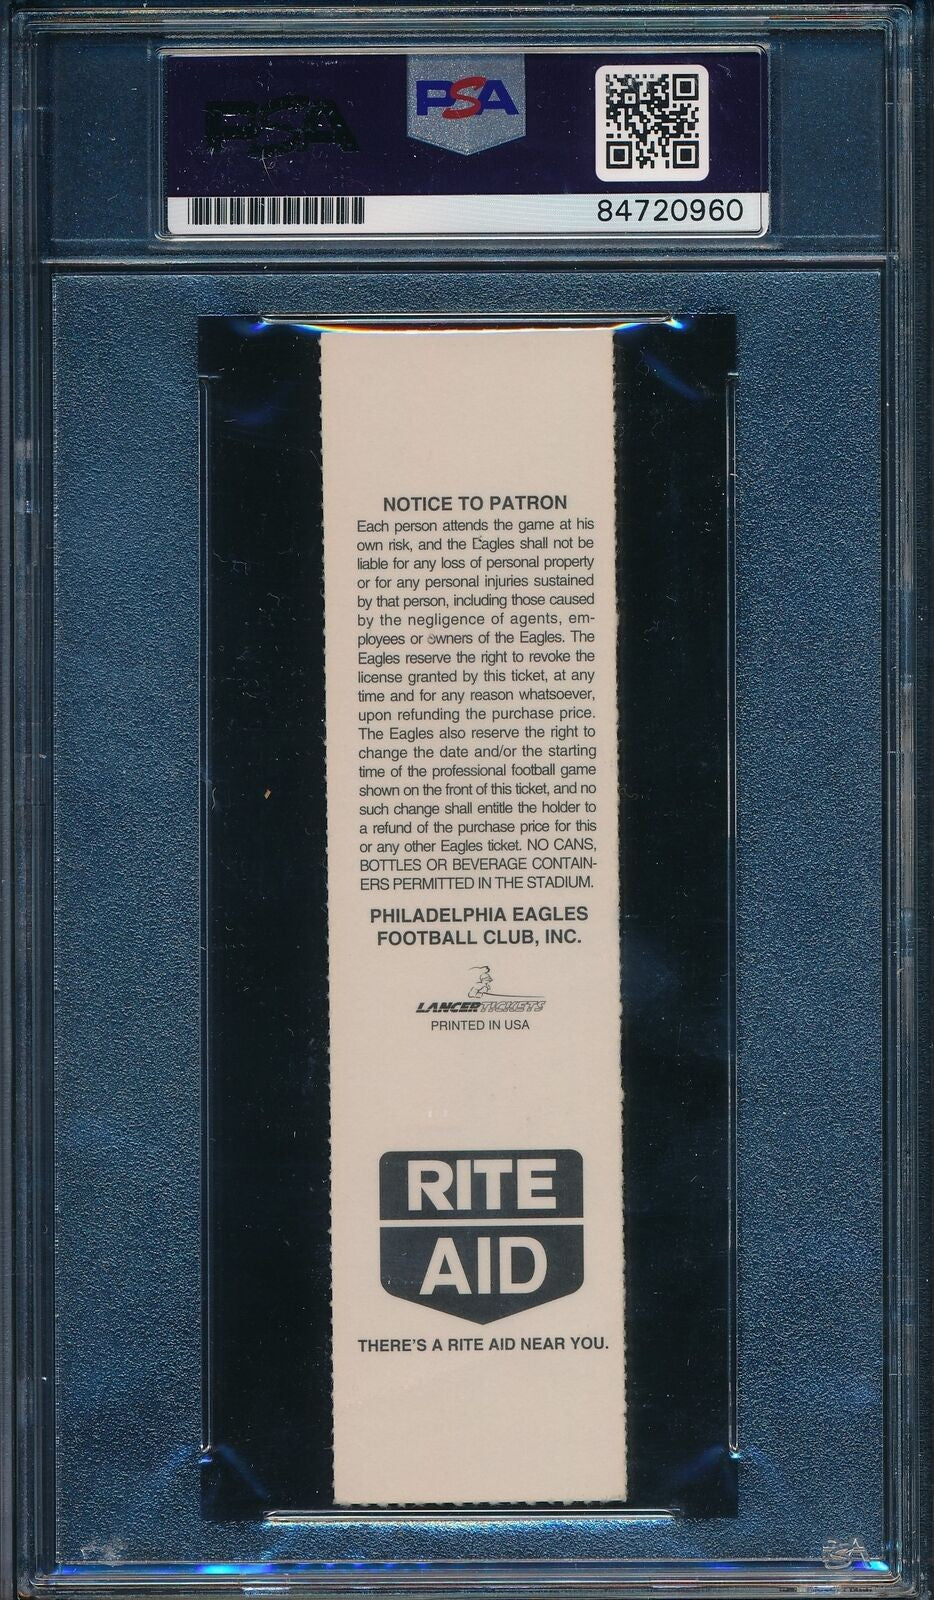 PSA
PSA
84720960
NOTICE TO PATRON
Each person attends the game at his
own risk, and the Eagles shall not be
liable for any loss of personal property
or for any personal injuries sustained
by that person, including those caused
by the negligence of agents, em-
ployees or owners of the Eagles. The
Eagles reserve the right to revoke the
license granted by this ticket, at any
time and for any reason whatsoever,
upon refunding the purchase price.
The Eagles also reserve the right to
change the date and/or the starting
time of the professional football game
shown on the front of this ticket, and no
such change shall entitle the holder to
a refund of the purchase price for this
or any other Eagles ticket. NO CANS,
BOTTLES OR BEVERAGE CONTAIN-
ERS PERMITTED IN THE STADIUM.
PHILADELPHIA EAGLES
FOOTBALL CLUB, INC.
LANCER TICKETS
PRINTED IN USA
RITE
AID
THERE'S A RITE AID NEAR YOU.
PSA